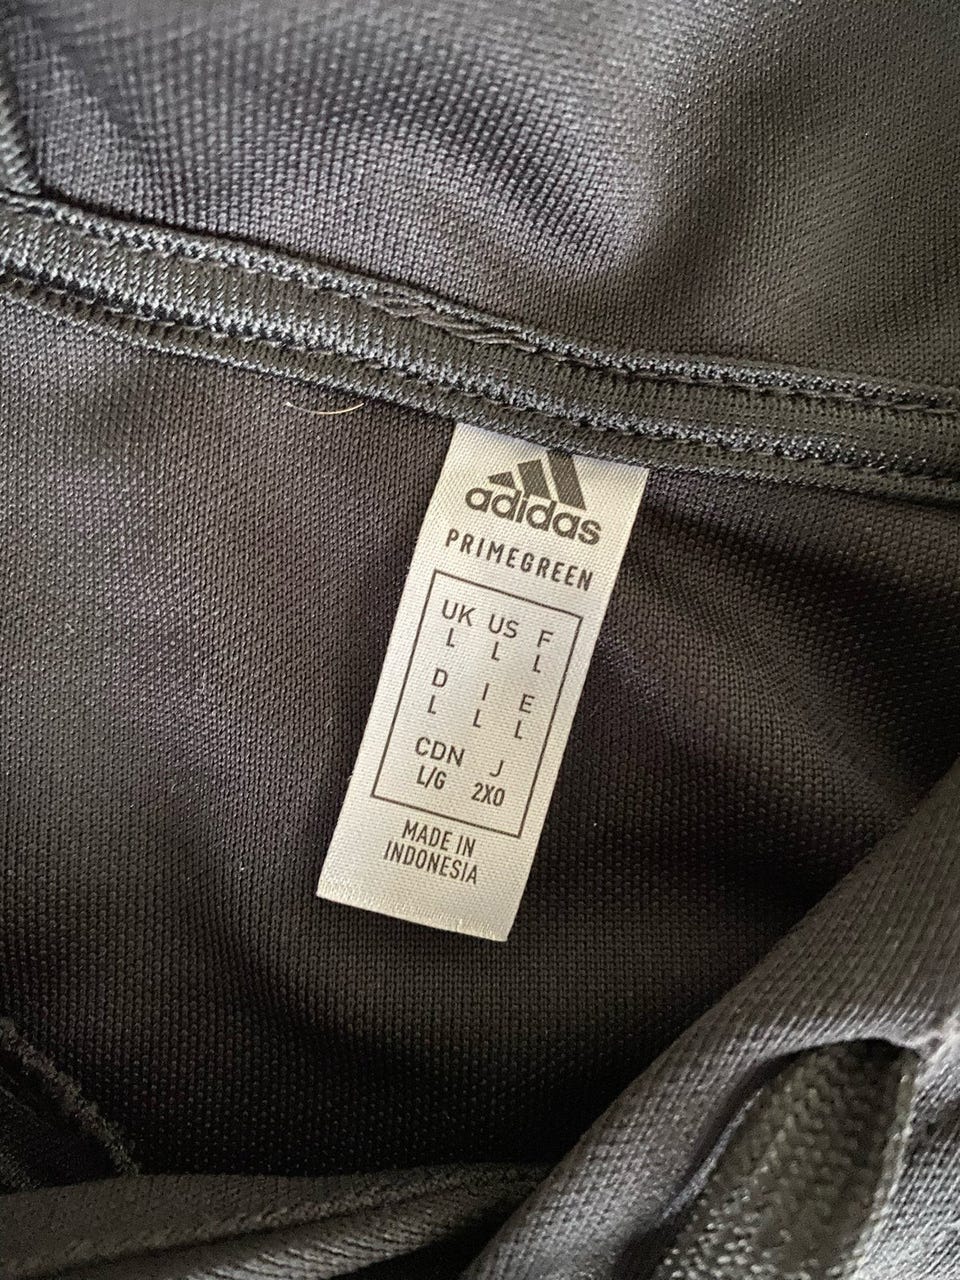 adidas
PRIMEGREEN
UK US F
L L L
D I E
L L L
CDN J
L/G 2XO
MADE IN
INDONESIA